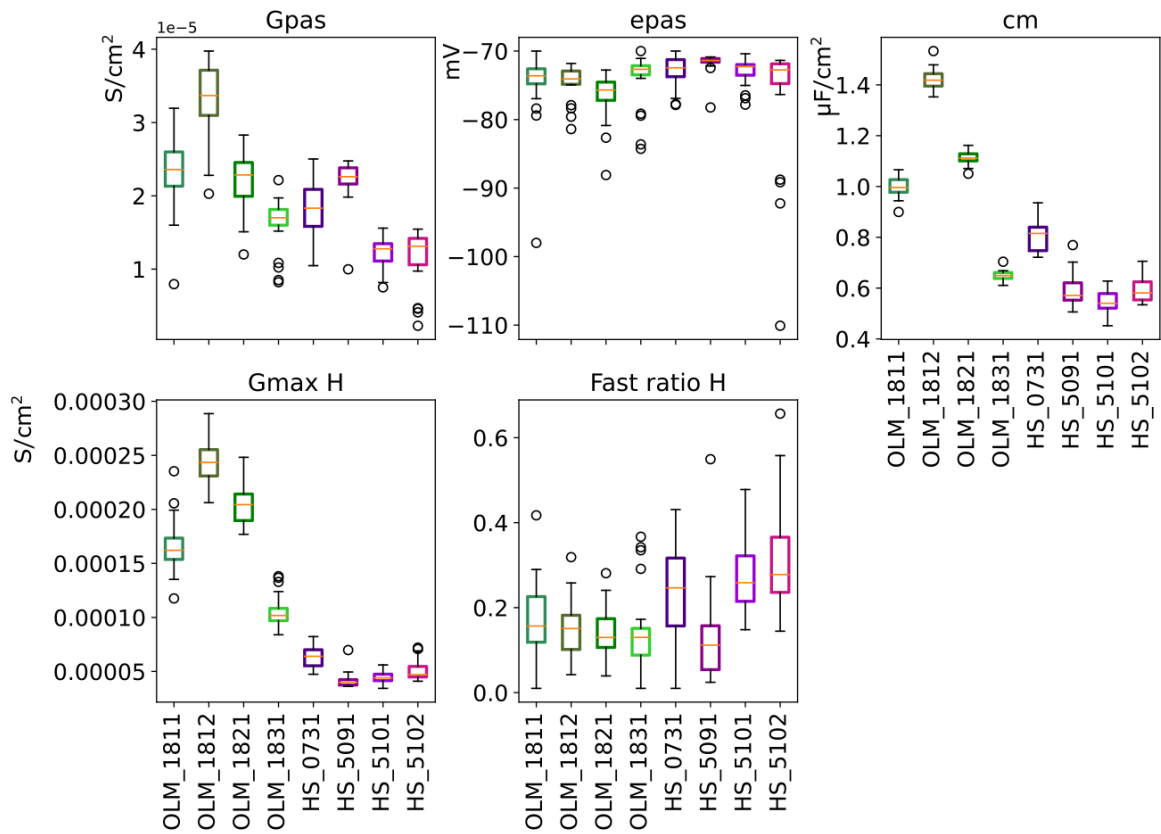 Gpas
1e−5
S/cm²
4
3
2
1
epas
mV
−70
−80
−90
−100
−110
cm
µF/cm²
1.4
1.2
1.0
0.8
0.6
0.4
OLM_1811
OLM_1812
OLM_1821
OLM_1831
HS_0731
HS_5091
HS_5101
HS_5102
Gmax H
S/cm²
0.00030
0.00025
0.00020
0.00015
0.00010
0.00005
OLM_1811
OLM_1812
OLM_1821
OLM_1831
HS_0731
HS_5091
HS_5101
HS_5102
Fast ratio H
0.6
0.4
0.2
0.0
OLM_1811
OLM_1812
OLM_1821
OLM_1831
HS_0731
HS_5091
HS_5101
HS_5102